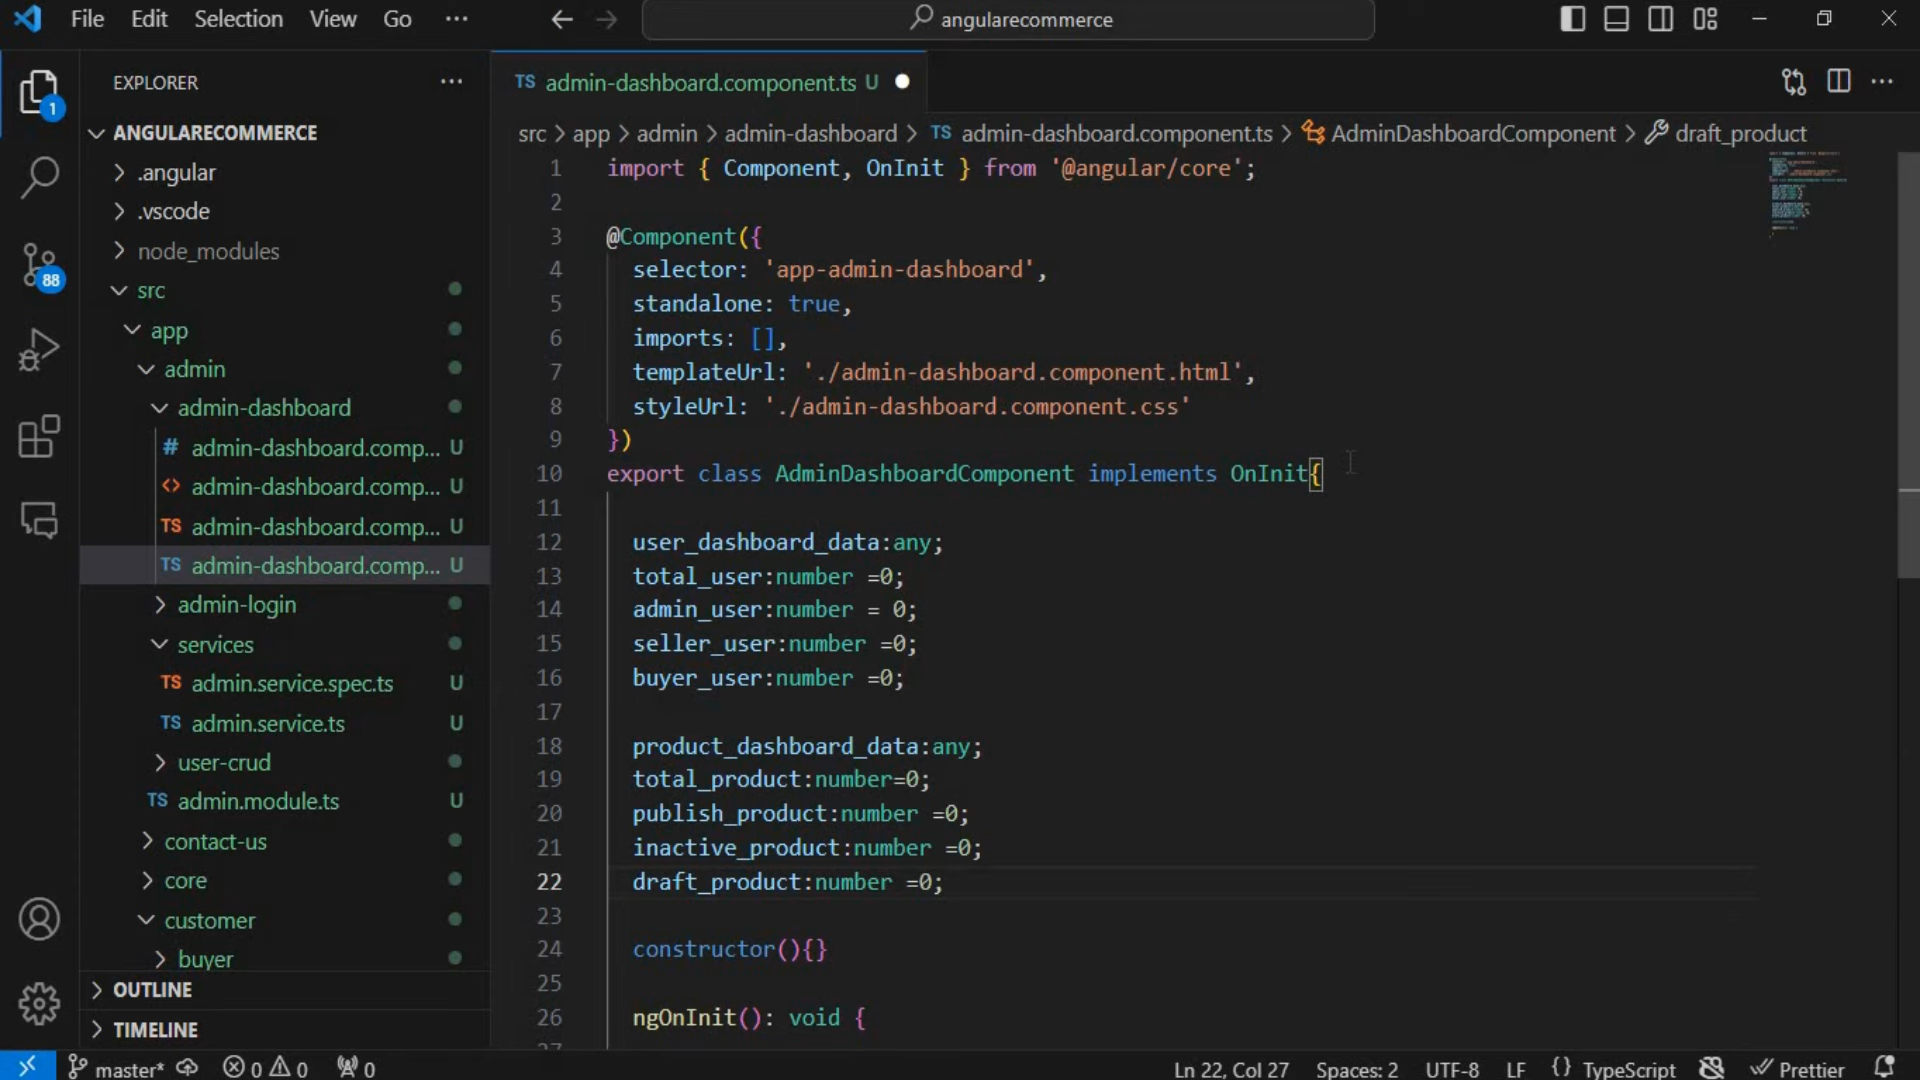 File Edit Selection View Go ··· angularecommerce
EXPLORER ···
ANGULARECOMMERCE
.angular
.vscode
node_modules
src
app
admin
admin-dashboard
# admin-dashboard.comp... U
<> admin-dashboard.comp... U
TS admin-dashboard.comp... U
TS admin-dashboard.comp... U
admin-login
services
TS admin.service.spec.ts U
TS admin.service.ts U
user-crud
TS admin.module.ts U
contact-us
core
customer
buyer
OUTLINE
TIMELINE
1
88
TS admin-dashboard.component.ts U
src > app > admin > admin-dashboard > TS admin-dashboard.component.ts > AdminDashboardComponent > draft_product
1 import { Component, OnInit } from '@angular/core';
2
3 @Component({
4 selector: 'app-admin-dashboard',
5 standalone: true,
6 imports: [],
7 templateUrl: './admin-dashboard.component.html',
8 styleUrl: './admin-dashboard.component.css'
9 })
10 export class AdminDashboardComponent implements OnInit{
11
12 user_dashboard_data:any;
13 total_user:number =0;
14 admin_user:number = 0;
15 seller_user:number =0;
16 buyer_user:number =0;
17
18 product_dashboard_data:any;
19 total_product:number=0;
20 publish_product:number =0;
21 inactive_product:number =0;
22 draft_product:number =0;
23
24 constructor(){}
25
26 ngOnInit(): void {
27
master* 0 0 0 Ln 22, Col 27 Spaces: 2 UTF-8 LF {} TypeScript Prettier